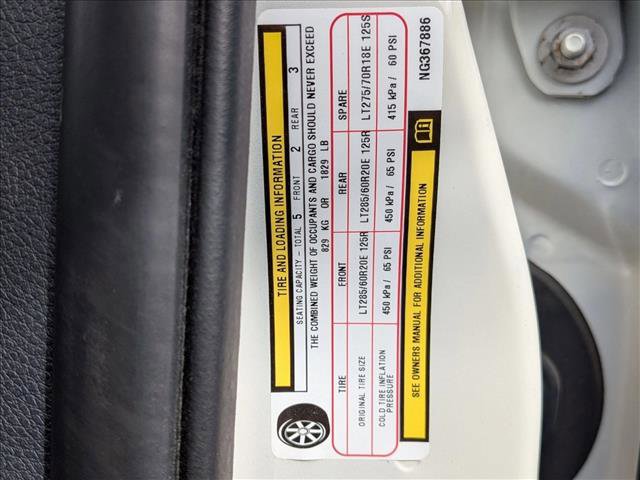 TIRE AND LOADING INFORMATION
SEATING CAPACITY - TOTAL 5 FRONT 2 REAR 3
THE COMBINED WEIGHT OF OCCUPANTS AND CARGO SHOULD NEVER EXCEED
829 KG OR 1829 LB
TIRE FRONT REAR SPARE
ORIGINAL TIRE SIZE LT285/60R20E 125R LT285/60R20E 125R LT275/70R18E 125S
COLD TIRE INFLATION PRESSURE 450 kPa / 65 PSI 450 kPa / 65 PSI 415 kPa / 60 PSI
SEE OWNERS MANUAL FOR ADDITIONAL INFORMATION
NG367886